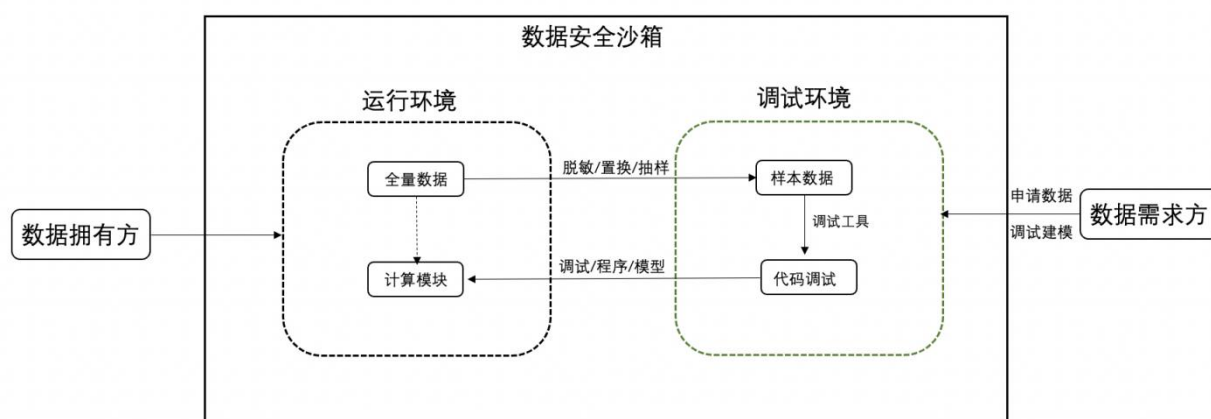 数据安全沙箱
运行环境
调试环境
全量数据
脱敏/置换/抽样
样本数据
申请数据
数据拥有方
调试工具
数据需求方
调试建模
计算模块
调试/程序/模型
代码调试